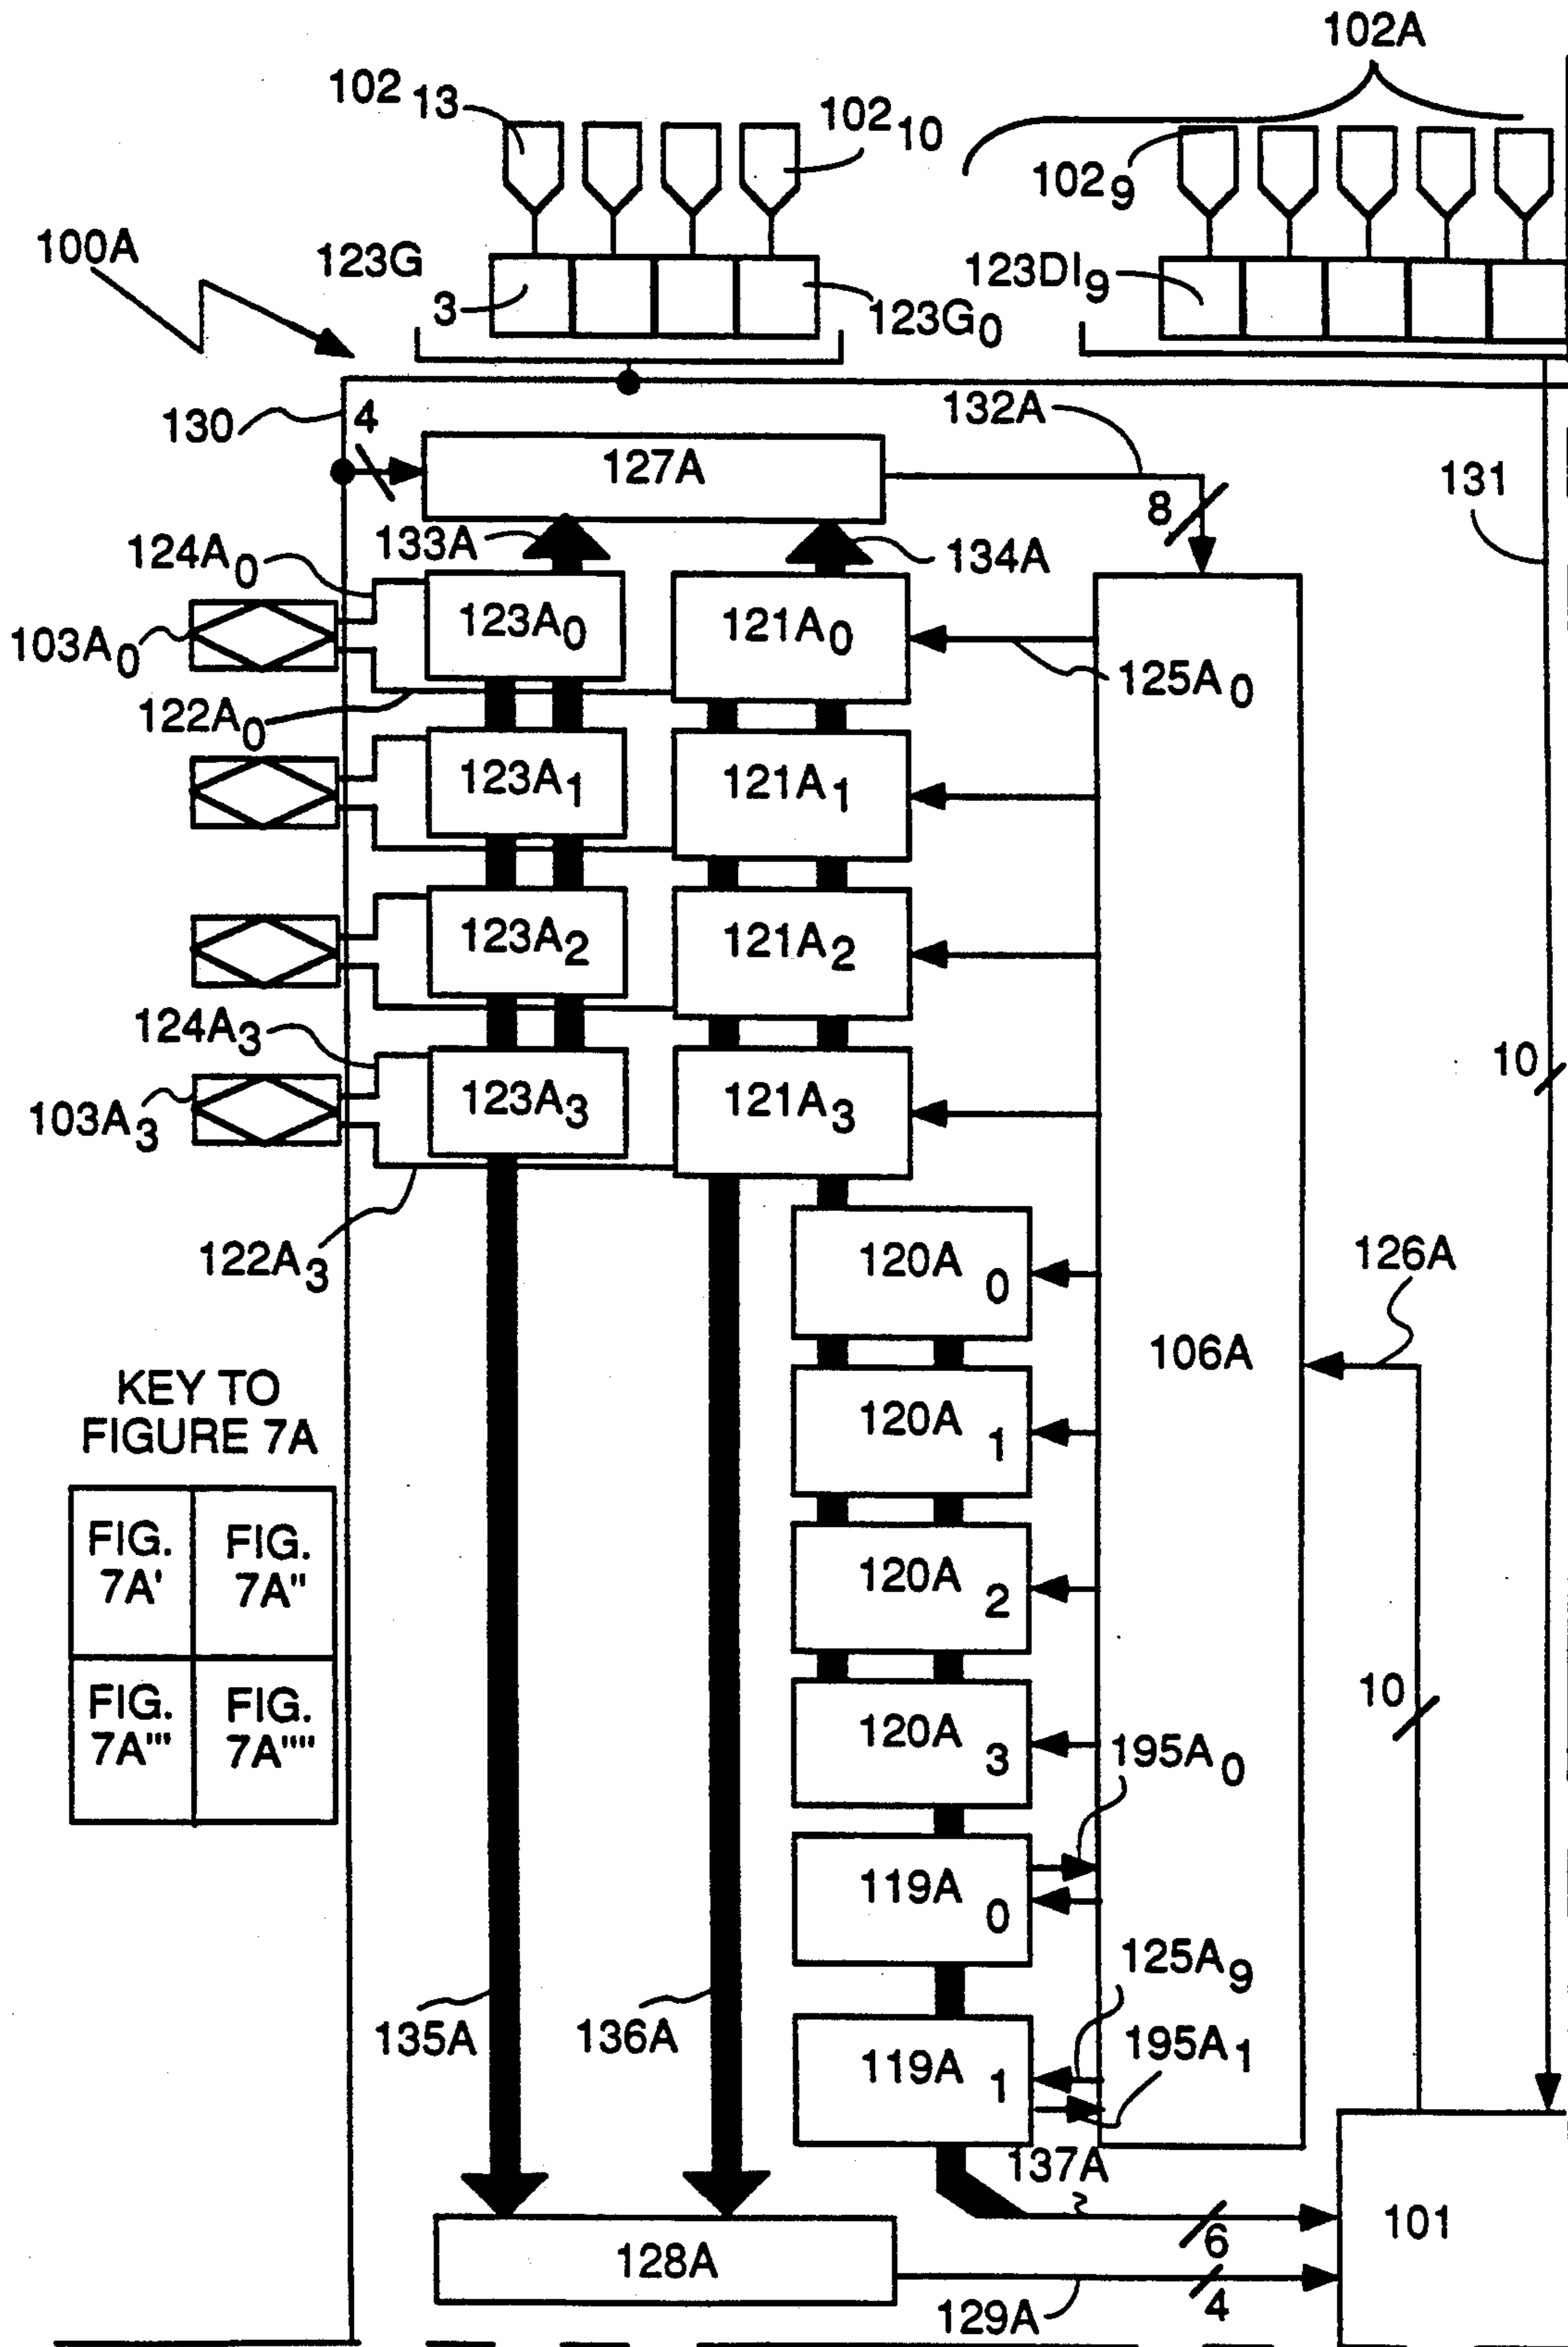 102A
102 13
102 10
102 9
100A
123G
3
123G0
123DI9
130
4
132A
127A
131
8
133A
134A
124A0
103A0
123A0
121A0
125A0
122A0
123A1
121A1
123A2
121A2
124A3
10
103A3
123A3
121A3
122A3
120A 0
126A
106A
KEY TO
FIGURE 7A
120A 1
FIG.
7A'
FIG.
7A"
120A 2
FIG.
7A'"
FIG.
7A""
10
120A 3
195A0
119A 0
125A9
135A
136A
195A1
119A 1
137A
101
6
128A
4
129A